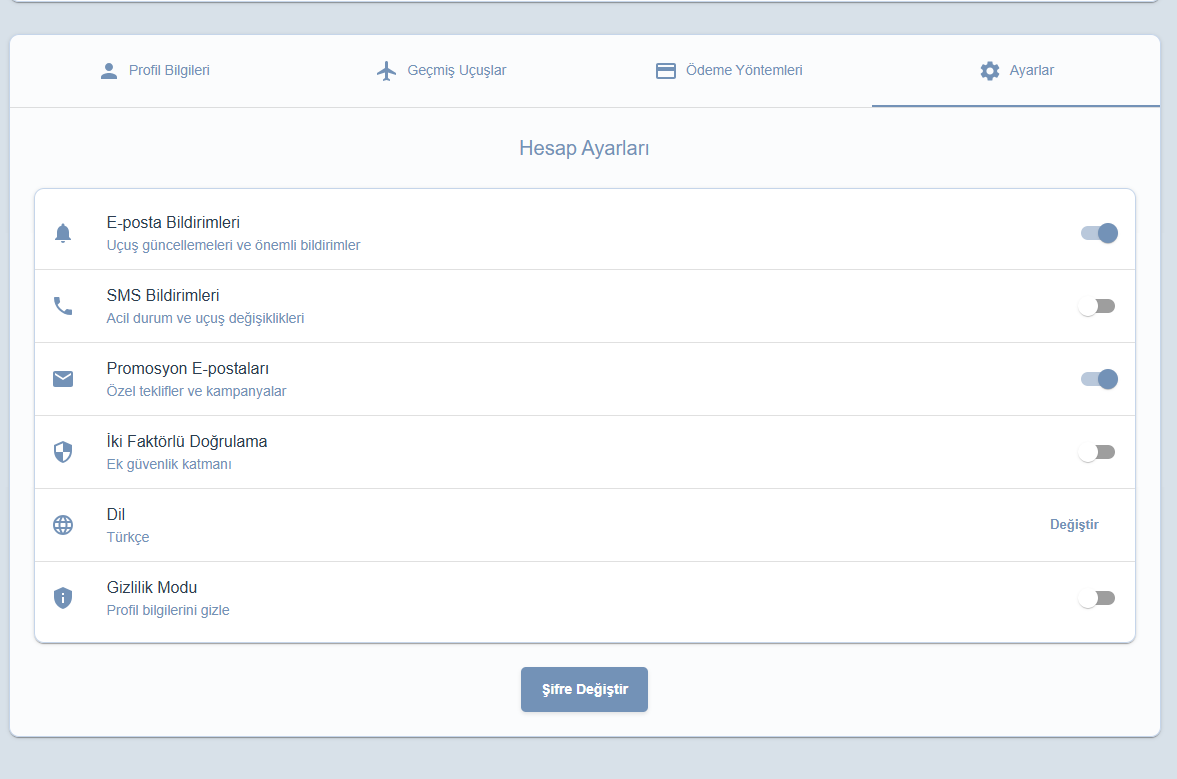 Profil Bilgileri
Geçmiş Uçuşlar
Ödeme Yöntemleri
Ayarlar
Hesap Ayarları
E-posta Bildirimleri
Uçuş güncellemeleri ve önemli bildirimler
SMS Bildirimleri
Acil durum ve uçuş değişiklikleri
Promosyon E-postaları
Özel teklifler ve kampanyalar
İki Faktörlü Doğrulama
Ek güvenlik katmanı
Dil
Türkçe
Değiştir
Gizlilik Modu
Profil bilgilerini gizle
Şifre Değiştir